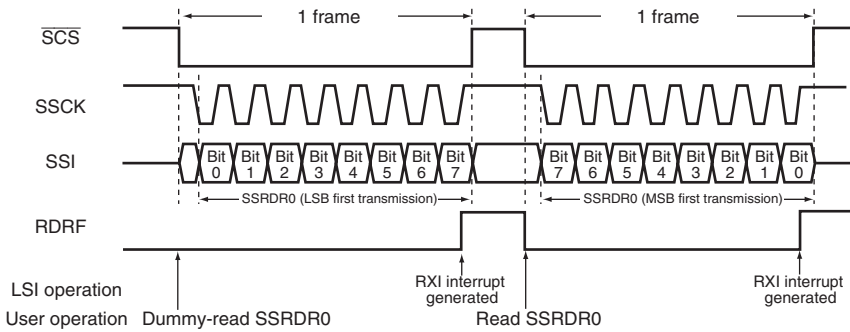 1 frame 1 frame
SCS
SSCK
SSI Bit 0 Bit 1 Bit 2 Bit 3 Bit 4 Bit 5 Bit 6 Bit 7 Bit 7 Bit 6 Bit 5 Bit 4 Bit 3 Bit 2 Bit 1 Bit 0
SSRDR0 (LSB first transmission) SSRDR0 (MSB first transmission)
RDRF
LSI operation RXI interrupt generated RXI interrupt generated
User operation Dummy-read SSRDR0 Read SSRDR0